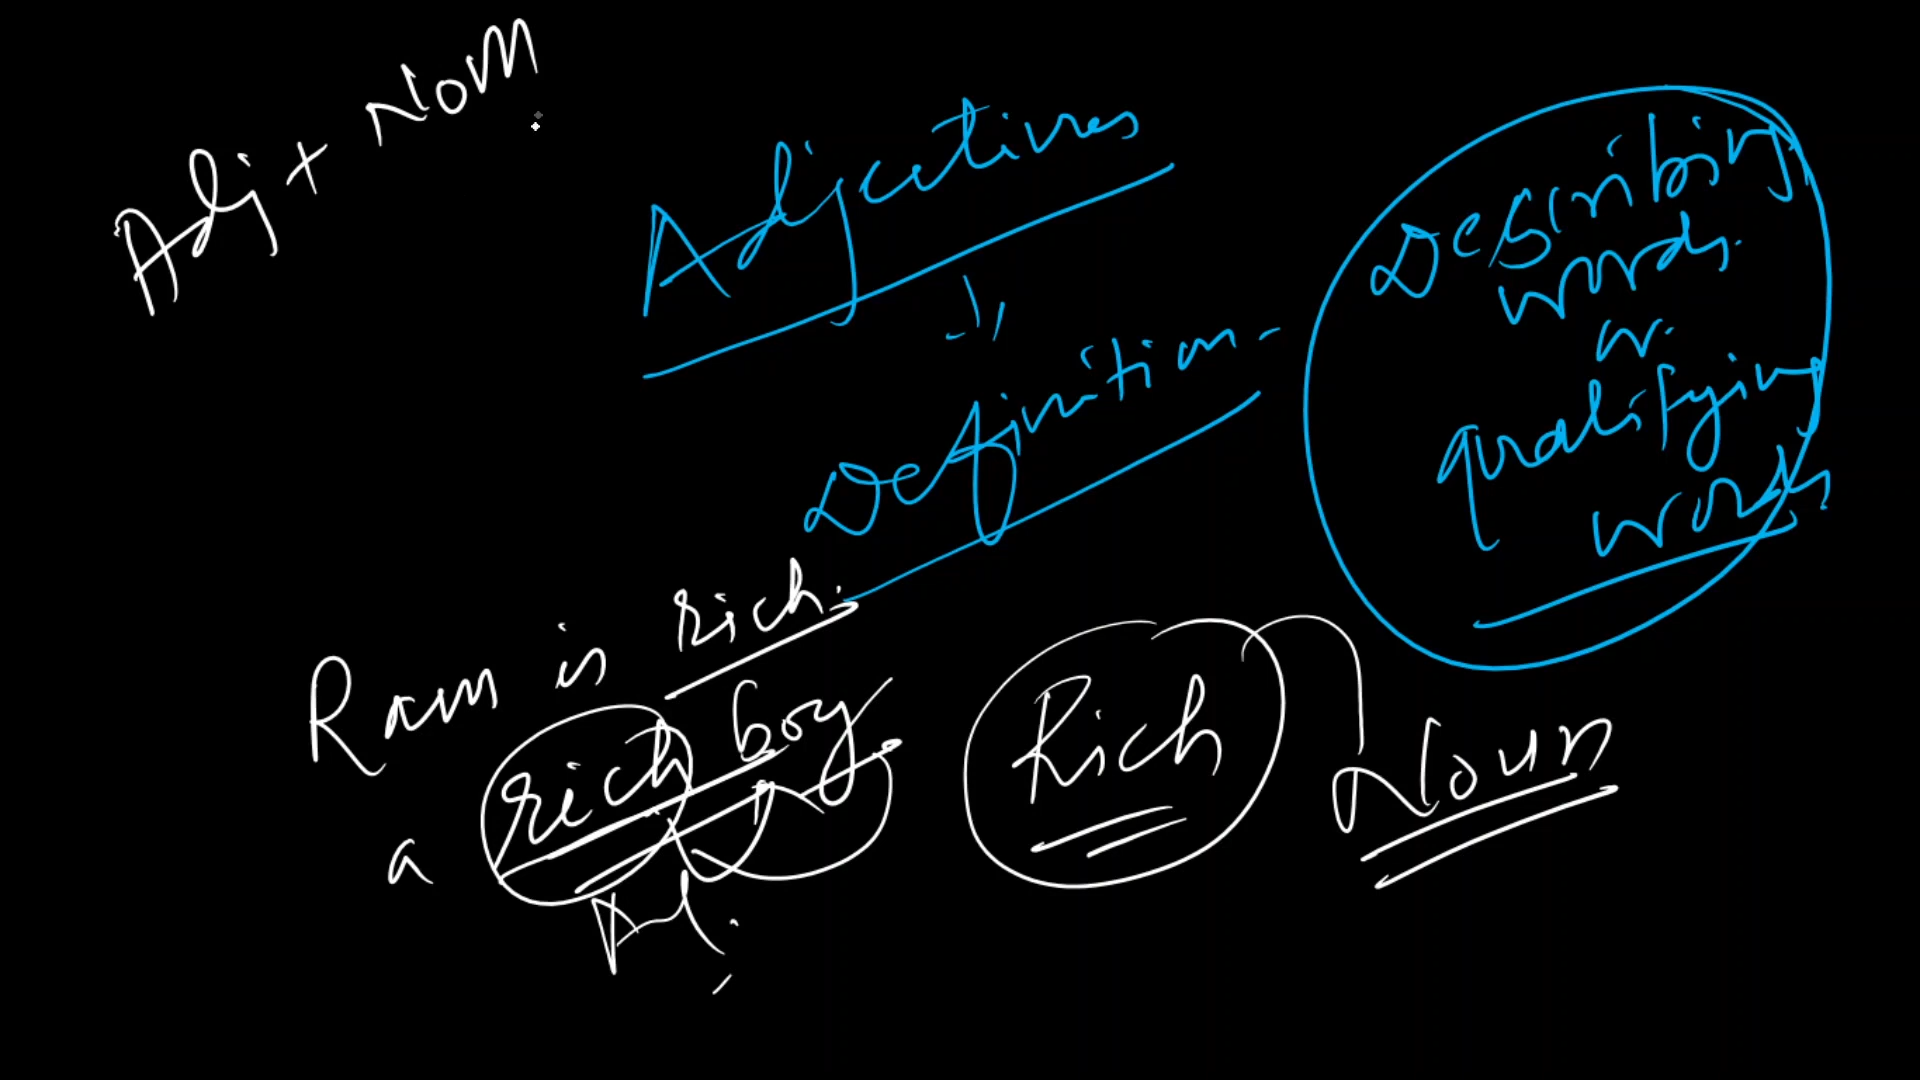 Adj + Noun
Adjectives
Definition-
Describing
words.
or
qualifying
words
Ram is rich.
a rich boy
Rich
Noun